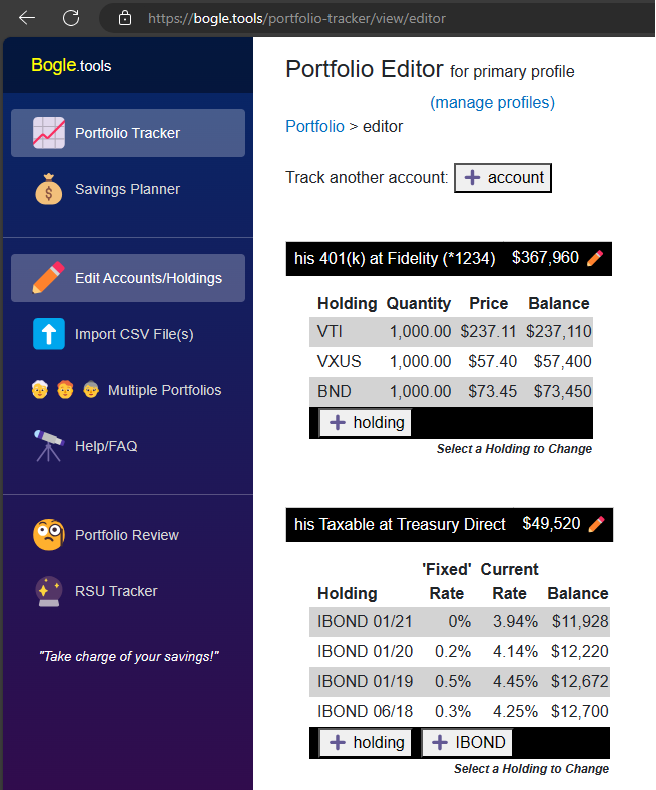 https://bogle.tools/portfolio-tracker/view/editor
Bogle.tools
Portfolio Tracker
Savings Planner
Edit Accounts/Holdings
Import CSV File(s)
Multiple Portfolios
Help/FAQ
Portfolio Review
RSU Tracker
"Take charge of your savings!"
Portfolio Editor for primary profile
(manage profiles)
Portfolio > editor
Track another account: + account
his 401(k) at Fidelity (*1234) $367,960
Holding Quantity Price Balance
VTI 1,000.00 $237.11 $237,110
VXUS 1,000.00 $57.40 $57,400
BND 1,000.00 $73.45 $73,450
+ holding
Select a Holding to Change
his Taxable at Treasury Direct $49,520
'Fixed' Current
Holding Rate Rate Balance
IBOND 01/21 0% 3.94% $11,928
IBOND 01/20 0.2% 4.14% $12,220
IBOND 01/19 0.5% 4.45% $12,672
IBOND 06/18 0.3% 4.25% $12,700
+ holding + IBOND
Select a Holding to Change